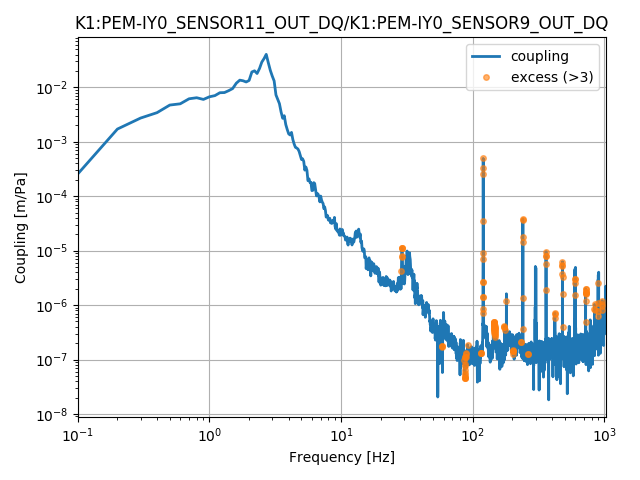 K1:PEM-IY0_SENSOR11_OUT_DQ/K1:PEM-IY0_SENSOR9_OUT_DQ
coupling
excess (>3)
Coupling [m/Pa]
10⁻²
10⁻³
10⁻⁴
10⁻⁵
10⁻⁶
10⁻⁷
10⁻⁸
10⁻¹ 10⁰ 10¹ 10² 10³
Frequency [Hz]